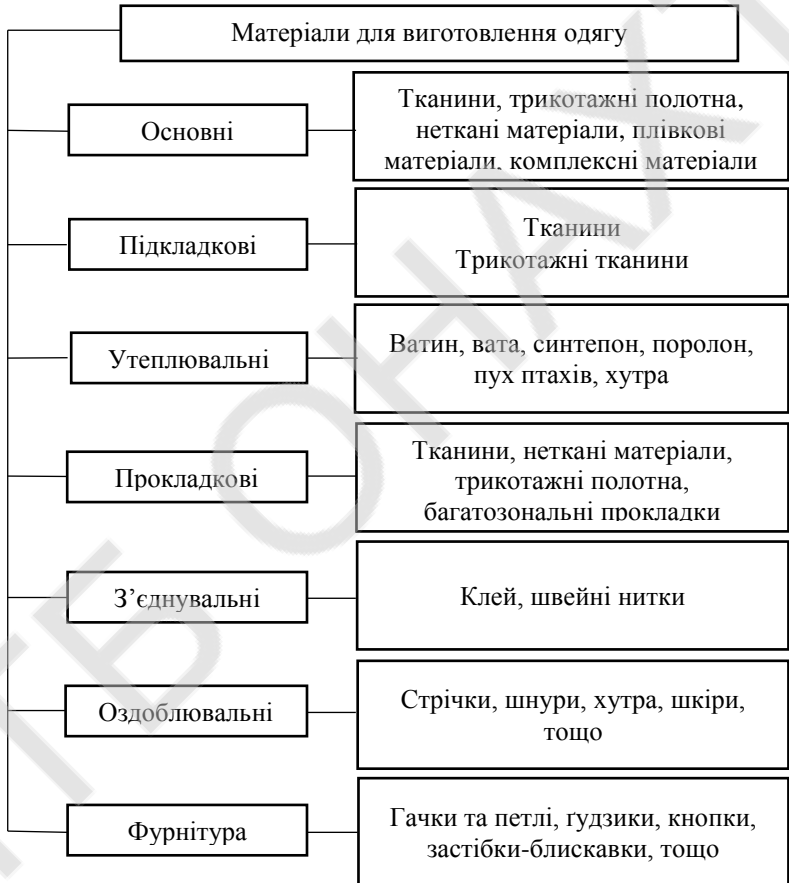 Матеріали для виготовлення одягу
Основні
Тканини, трикотажні полотна,
неткані матеріали, плівкові
матеріали, комплексні матеріали
Підкладкові
Тканини
Трикотажні тканини
Утеплювальні
Ватин, вата, синтепон, поролон,
пух птахів, хутра
Прокладкові
Тканини, неткані матеріали,
трикотажні полотна,
багатозональні прокладки
З’єднувальні
Клей, швейні нитки
Оздоблювальні
Стрічки, шнури, хутра, шкіри,
тощо
Фурнітура
Гачки та петлі, ґудзики, кнопки,
застібки-блискавки, тощо
ТБ ОНАХТ